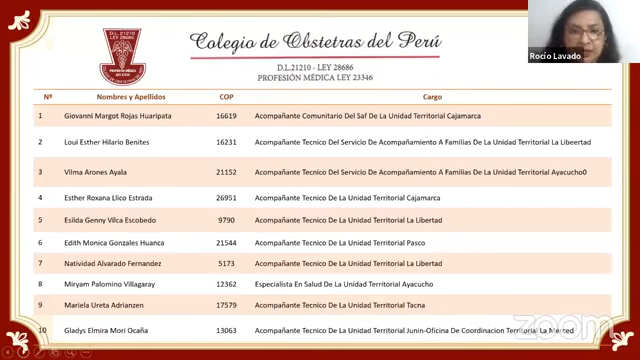 D.L. 21210
LEY 28686
PROFESIÓN MÉDICA
LEY 23346
Colegio de Obstetras del Perú
D.L.21210 - LEY 28686
PROFESIÓN MÉDICA LEY 23346
Rocío Lavado
Nº Nombres y Apellidos COP Cargo
1 Giovanni Margot Rojas Huaripata 16619 Acompañante Comunitario Del Saf De La Unidad Territorial Cajamarca
2 Loui Esther Hilario Benites 16231 Acompañante Tecnico Del Servicio De Acompañamiento A Familias De La Unidad Territorial La Libeertad
3 Vilma Arones Ayala 21152 Acompañante Tecnico Del Servicio De Acompañamiento A Familias De La Unidad Territorial Ayacucho0
4 Esther Roxana Llico Estrada 26951 Acompañante Tecnico De La Unidad Territorial Cajamarca
5 Esilda Genny Vilca Escobedo 9790 Acompañante Tecnico De La Unidad Territorial La Libertad
6 Edith Monica Gonzales Huanca 21544 Acompañante Tecnico De La Unidad Territorial Pasco
7 Natividad Alvarado Fernandez 5173 Acompañante Tecnico De La Unidad Territorial La Libertad
8 Miryam Palomino Villagaray 12362 Especialista En Salud De La Unidad Territorial Ayacucho
9 Mariela Ureta Adrianzen 17579 Acompañante Tecnico De La Unidad Territorial Tacna
10 Gladys Elmira Mori Ocaña 13063 Acompañante Tecnico De La Unidad Territorial Junin-Oficina De Coordinacion Territorial La Merced
zoom